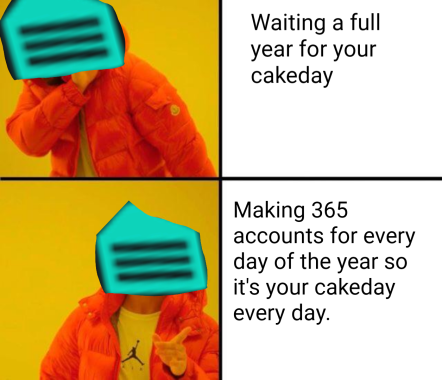 Waiting a full
year for your
cakeday
Making 365
accounts for every
day of the year so
it's your cakeday
every day.